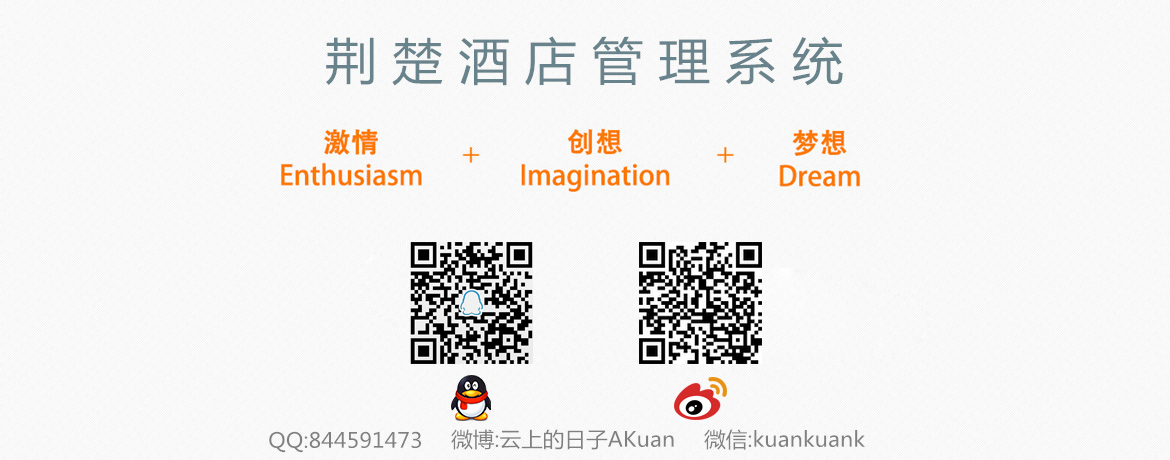 荆楚酒店管理系统
激情 + 创想 + 梦想
Enthusiasm Imagination Dream
QQ:844591473 微博:云上的日子AKuan 微信:kuankuank